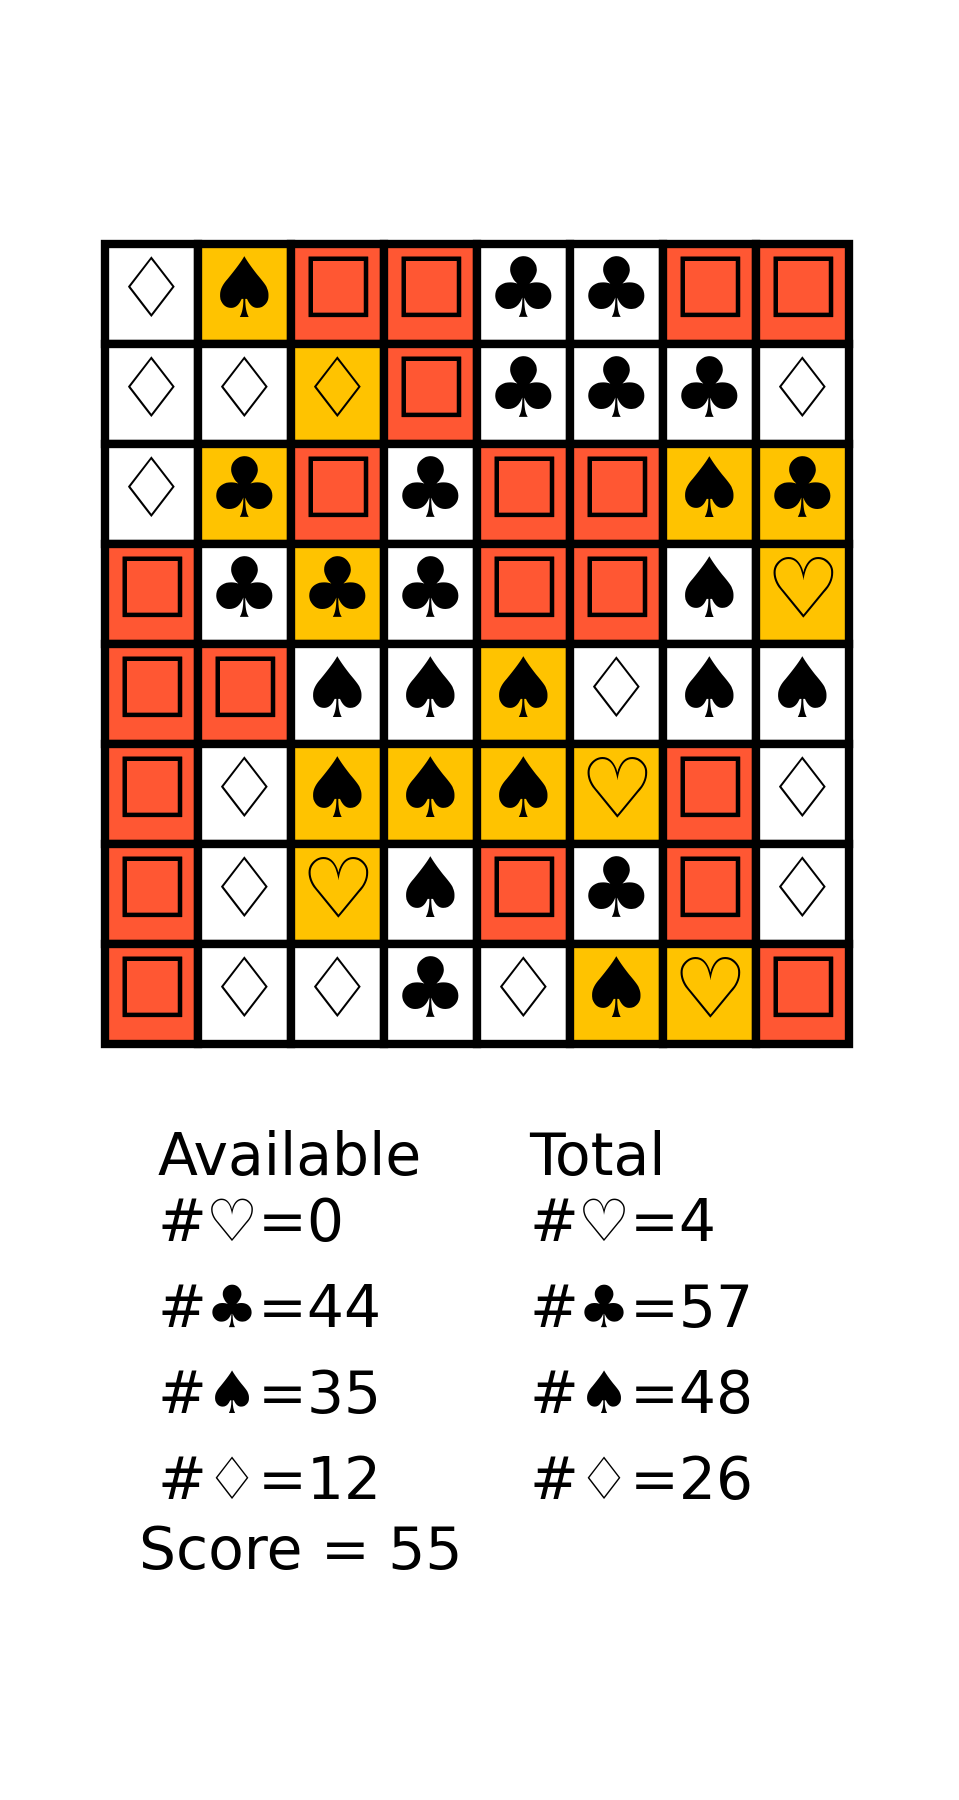 ♢ ♠ □ □ ♣ ♣ □ □
♢ ♢ ♢ □ ♣ ♣ ♣ ♢
♢ ♣ □ ♣ □ □ ♠ ♣
□ ♣ ♣ ♣ □ □ ♠ ♡
□ □ ♠ ♠ ♠ ♢ ♠ ♠
□ ♢ ♠ ♠ ♠ ♡ □ ♢
□ ♢ ♡ ♠ □ ♣ □ ♢
□ ♢ ♢ ♣ ♢ ♠ ♡ □
Available Total
#♡=0 #♡=4
#♣=44 #♣=57
#♠=35 #♠=48
#♢=12 #♢=26
Score = 55